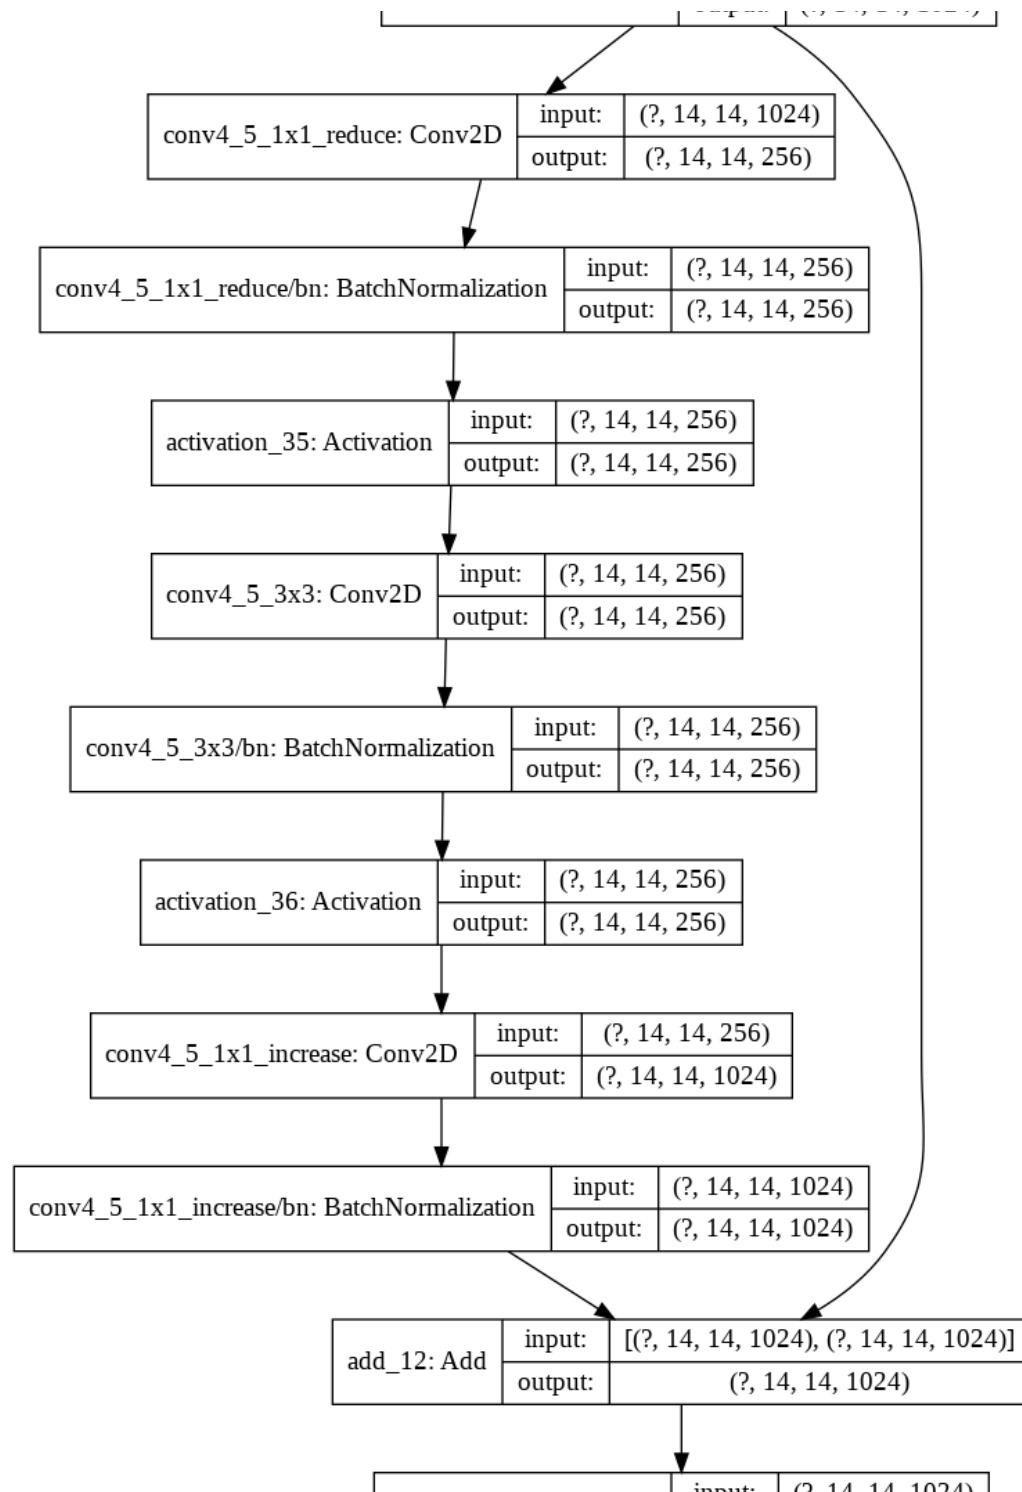 conv4_5_1x1_reduce: Conv2D
input: (?, 14, 14, 1024)
output: (?, 14, 14, 256)
conv4_5_1x1_reduce/bn: BatchNormalization
input: (?, 14, 14, 256)
output: (?, 14, 14, 256)
activation_35: Activation
input: (?, 14, 14, 256)
output: (?, 14, 14, 256)
conv4_5_3x3: Conv2D
input: (?, 14, 14, 256)
output: (?, 14, 14, 256)
conv4_5_3x3/bn: BatchNormalization
input: (?, 14, 14, 256)
output: (?, 14, 14, 256)
activation_36: Activation
input: (?, 14, 14, 256)
output: (?, 14, 14, 256)
conv4_5_1x1_increase: Conv2D
input: (?, 14, 14, 256)
output: (?, 14, 14, 1024)
conv4_5_1x1_increase/bn: BatchNormalization
input: (?, 14, 14, 1024)
output: (?, 14, 14, 1024)
add_12: Add
input: [(?, 14, 14, 1024), (?, 14, 14, 1024)]
output: (?, 14, 14, 1024)
input: (?, 14, 14, 1024)